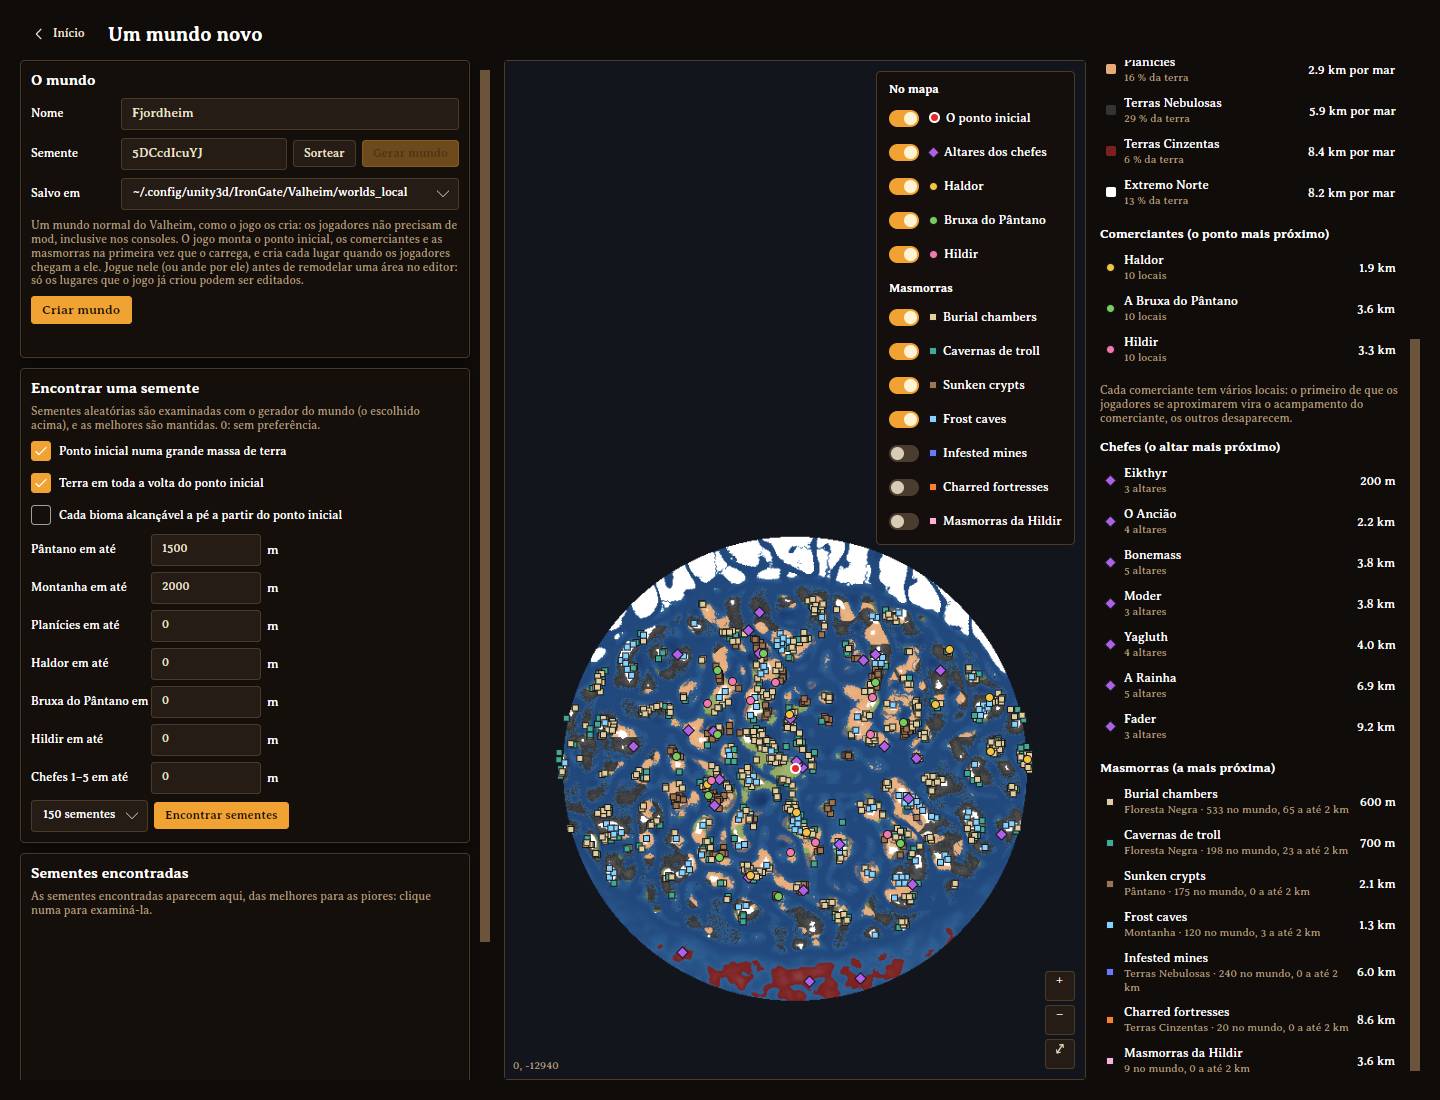 Início
Um mundo novo
O mundo
Nome
Fjordheim
Semente
5DCcdIcuYJ
Sortear
Gerar mundo
Salvo em
~/.config/unity3d/IronGate/Valheim/worlds_local
Um mundo normal do Valheim, como o jogo os cria: os jogadores não precisam de
mod, inclusive nos consoles. O jogo monta o ponto inicial, os comerciantes e as
masmorras na primeira vez que o carrega, e cria cada lugar quando os jogadores
chegam a ele. Jogue nele (ou ande por ele) antes de remodelar uma área no editor:
só os lugares que o jogo já criou podem ser editados.
Criar mundo
Encontrar uma semente
Sementes aleatórias são examinadas com o gerador do mundo (o escolhido
acima), e as melhores são mantidas. 0: sem preferência.
Ponto inicial numa grande massa de terra
Terra em toda a volta do ponto inicial
Cada bioma alcançável a pé a partir do ponto inicial
Pântano em até
1500
m
Montanha em até
2000
m
Planícies em até
0
m
Haldor em até
0
m
Bruxa do Pântano em
0
m
Hildir em até
0
m
Chefes 1–5 em até
0
m
150 sementes
Encontrar sementes
Sementes encontradas
As sementes encontradas aparecem aqui, das melhores para as piores: clique
numa para examiná-la.
No mapa
O ponto inicial
Altares dos chefes
Haldor
Bruxa do Pântano
Hildir
Masmorras
Burial chambers
Cavernas de troll
Sunken crypts
Frost caves
Infested mines
Charred fortresses
Masmorras da Hildir
+
−
0, -12940
Planícies
16 % da terra
2.9 km por mar
Terras Nebulosas
29 % da terra
5.9 km por mar
Terras Cinzentas
6 % da terra
8.4 km por mar
Extremo Norte
13 % da terra
8.2 km por mar
Comerciantes (o ponto mais próximo)
Haldor
10 locais
1.9 km
A Bruxa do Pântano
10 locais
3.6 km
Hildir
10 locais
3.3 km
Cada comerciante tem vários locais: o primeiro de que os
jogadores se aproximarem vira o acampamento do
comerciante, os outros desaparecem.
Chefes (o altar mais próximo)
Eikthyr
3 altares
200 m
O Ancião
4 altares
2.2 km
Bonemass
5 altares
3.8 km
Moder
3 altares
3.8 km
Yagluth
4 altares
4.0 km
A Rainha
5 altares
6.9 km
Fader
3 altares
9.2 km
Masmorras (a mais próxima)
Burial chambers
Floresta Negra · 533 no mundo, 65 a até 2 km
600 m
Cavernas de troll
Floresta Negra · 198 no mundo, 23 a até 2 km
700 m
Sunken crypts
Pântano · 175 no mundo, 0 a até 2 km
2.1 km
Frost caves
Montanha · 120 no mundo, 3 a até 2 km
1.3 km
Infested mines
Terras Nebulosas · 240 no mundo, 0 a até 2
km
6.0 km
Charred fortresses
Terras Cinzentas · 20 no mundo, 0 a até 2 km
8.6 km
Masmorras da Hildir
9 no mundo, 0 a até 2 km
3.6 km